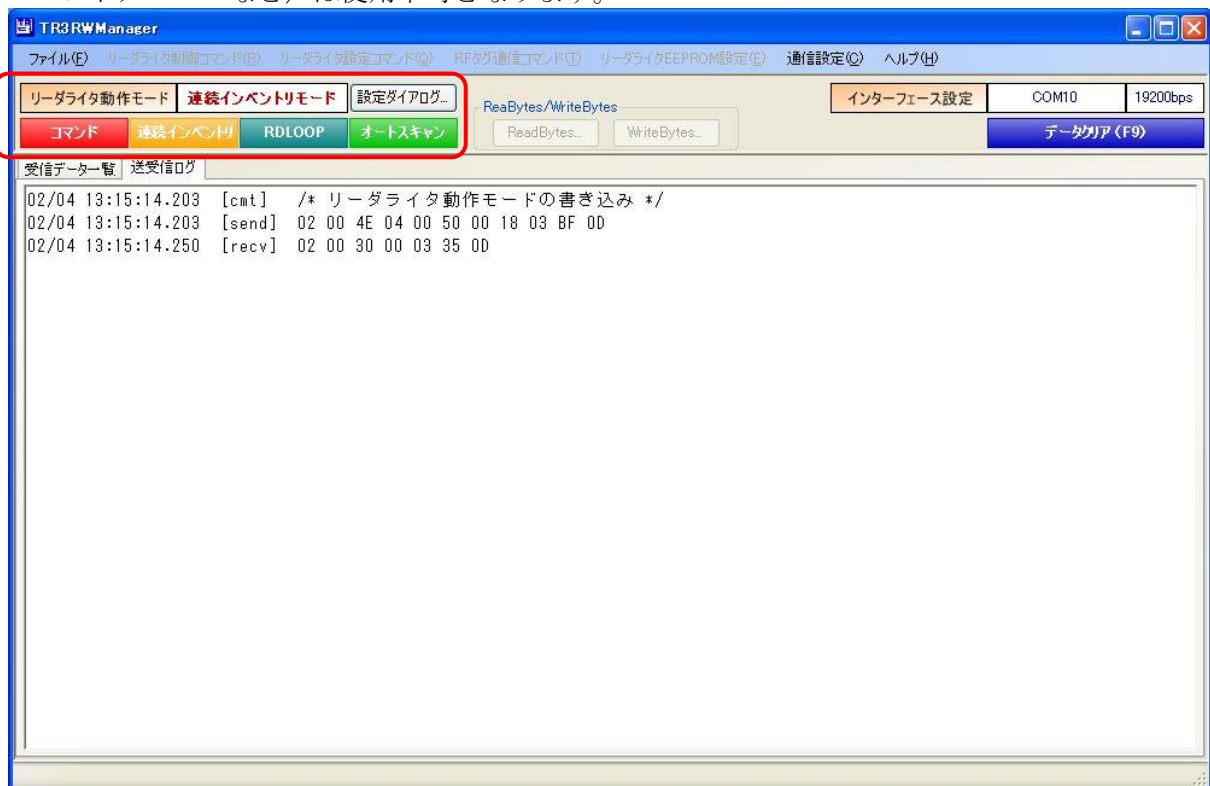 は使用不可となります。
TR3RWManager
ファイル(F) リーダライタ制御コマンド(R) リーダライタ設定コマンド(Q) RFタグ通信コマンド(T) リーダライタEEPROM設定(E) 通信設定(C) ヘルプ(H)
リーダライタ動作モード 連続インベントリモード 設定ダイアログ... ReaBytes/WriteBytes インターフェース設定 COM10 19200bps
コマンド 連続インベントリ RDLOOP オートスキャン ReadBytes... WriteBytes... データクリア(F9)
受信データ一覧 送受信ログ
02/04 13:15:14.203 [cmt] /* リーダライタ動作モードの書き込み */
02/04 13:15:14.203 [send] 02 00 4E 04 00 50 00 18 03 BF 0D
02/04 13:15:14.250 [recv] 02 00 30 00 03 35 0D